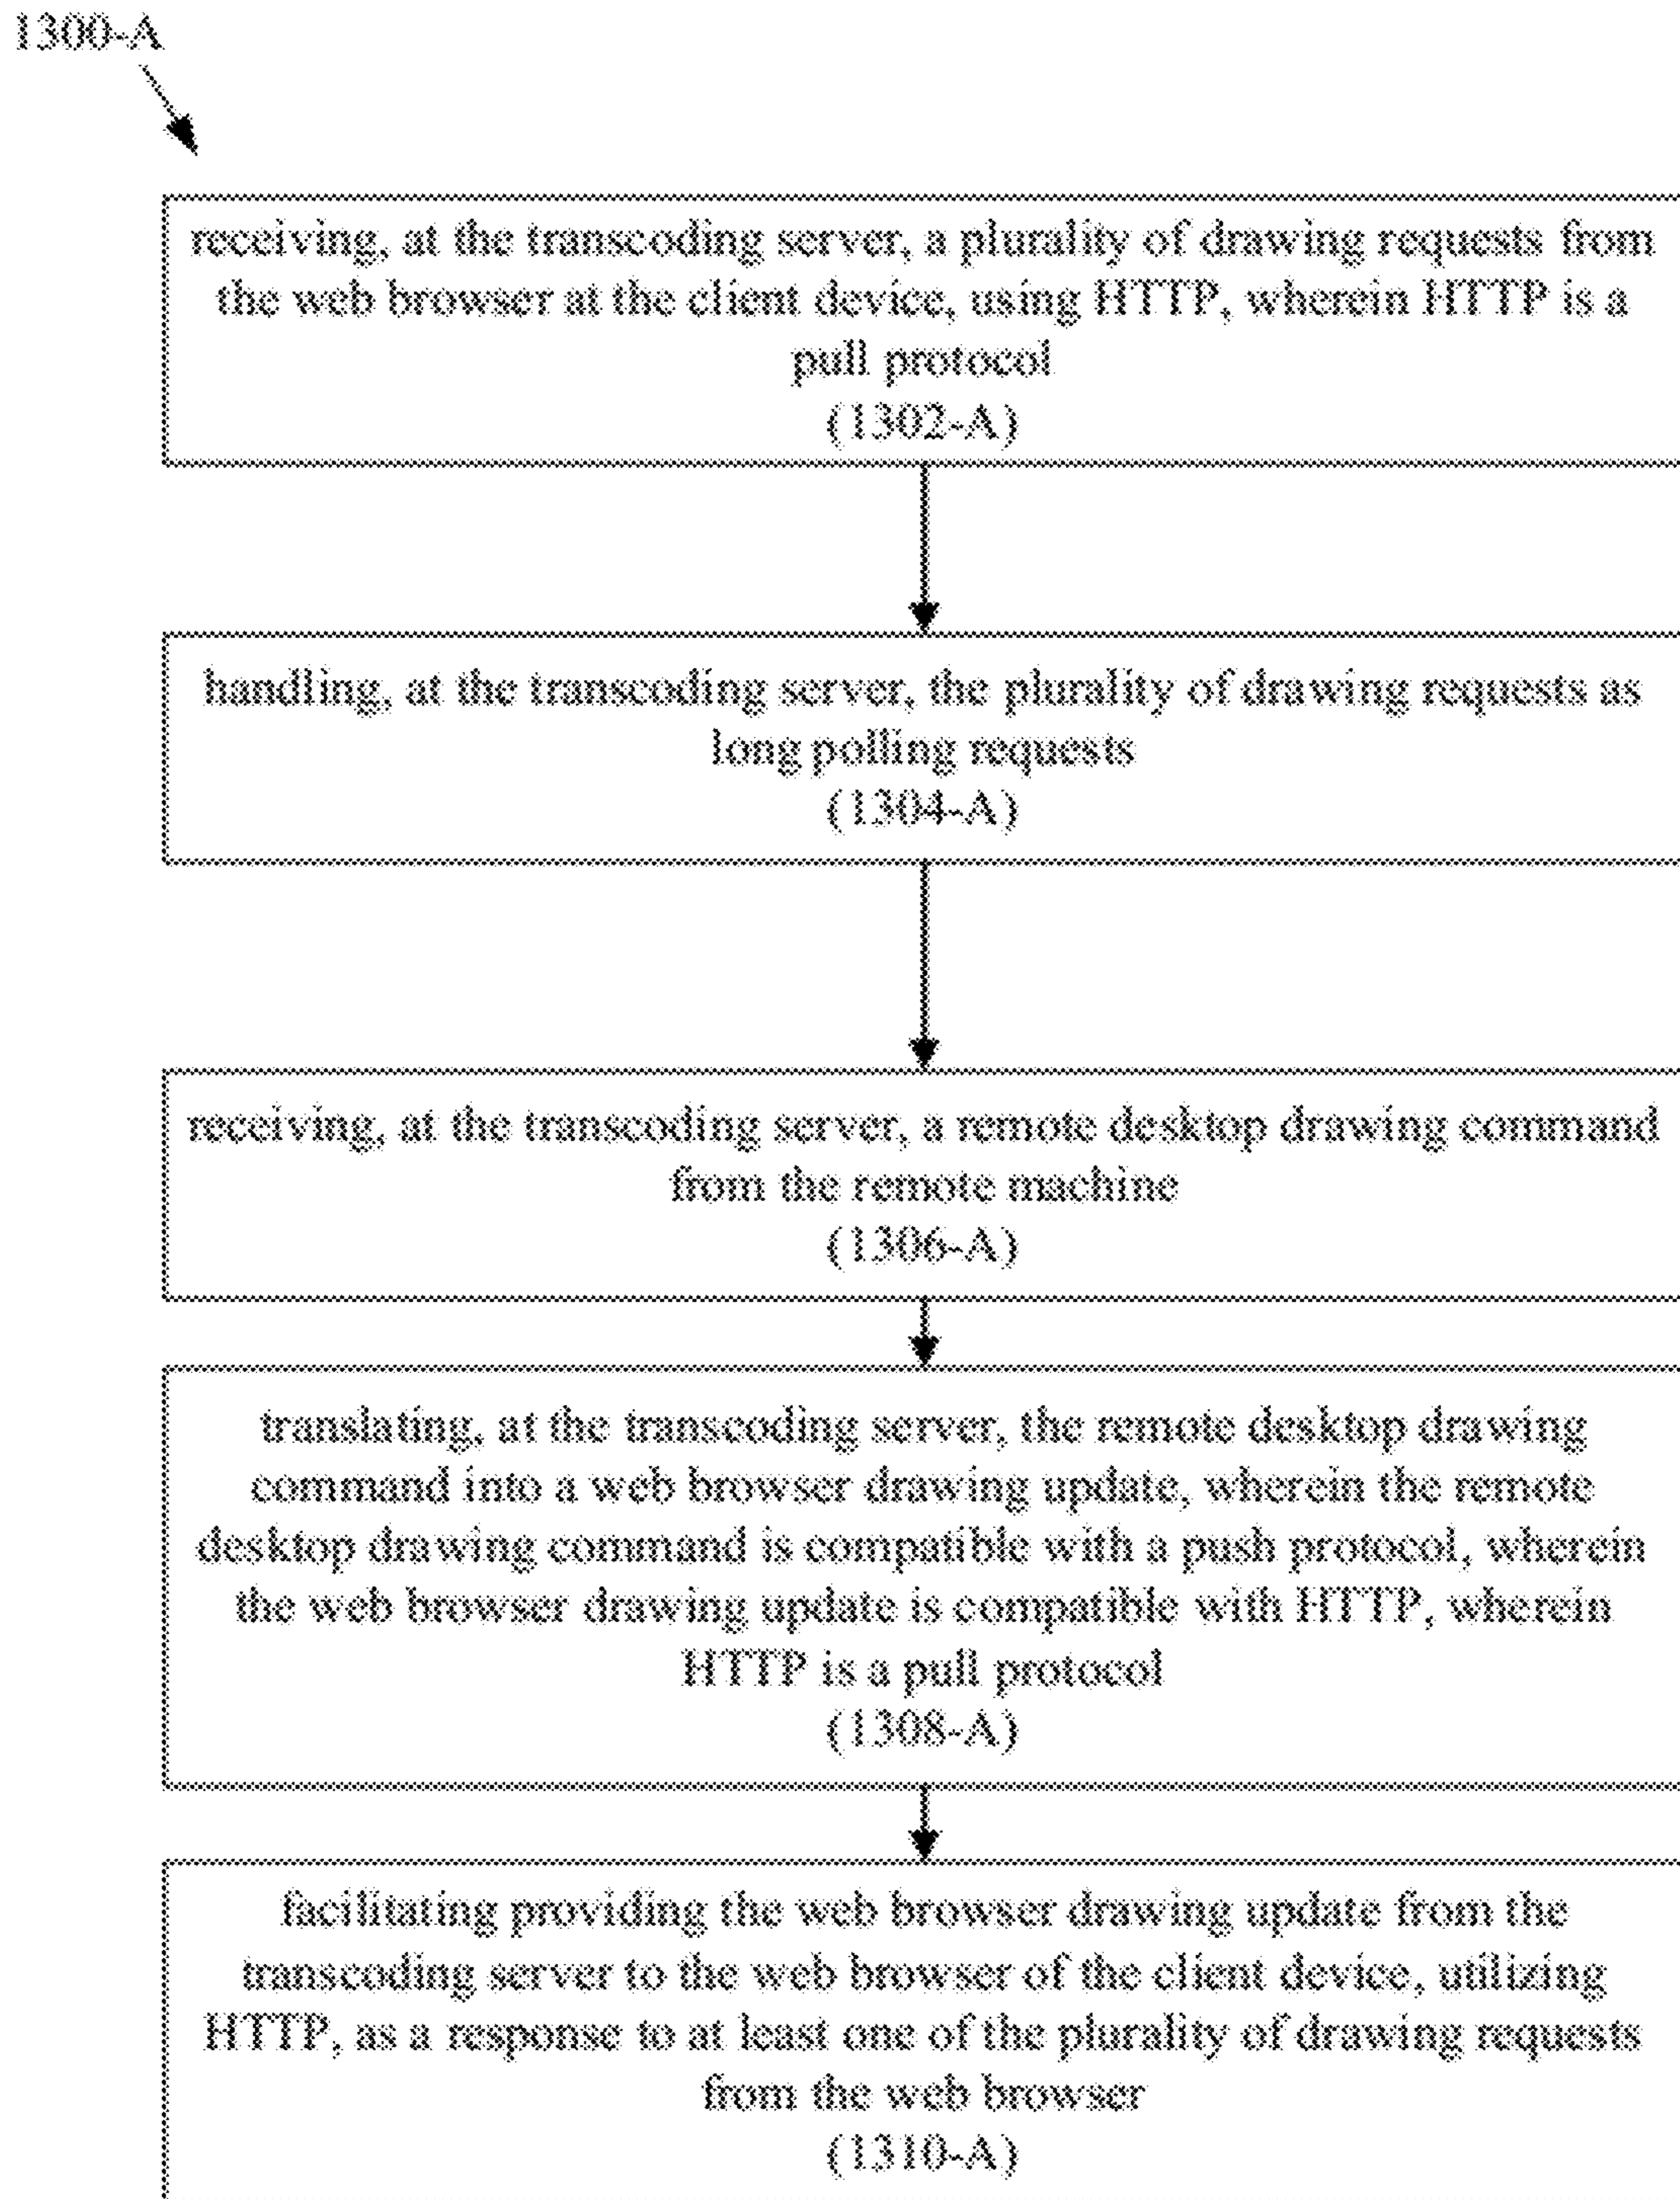 1300-A
receiving, at the transcoding server, a plurality of drawing requests from
the web browser at the client device, using HTTP, wherein HTTP is a
pull protocol
(1302-A)
handling, at the transcoding server, the plurality of drawing requests as
long polling requests
(1304-A)
receiving, at the transcoding server, a remote desktop drawing command
from the remote machine
(1306-A)
translating, at the transcoding server, the remote desktop drawing
command into a web browser drawing update, wherein the remote
desktop drawing command is compatible with a push protocol, wherein
the web browser drawing update is compatible with HTTP, wherein
HTTP is a pull protocol
(1308-A)
facilitating providing the web browser drawing update from the
transcoding server to the web browser of the client device, utilizing
HTTP, as a response to at least one of the plurality of drawing requests
from the web browser
(1310-A)